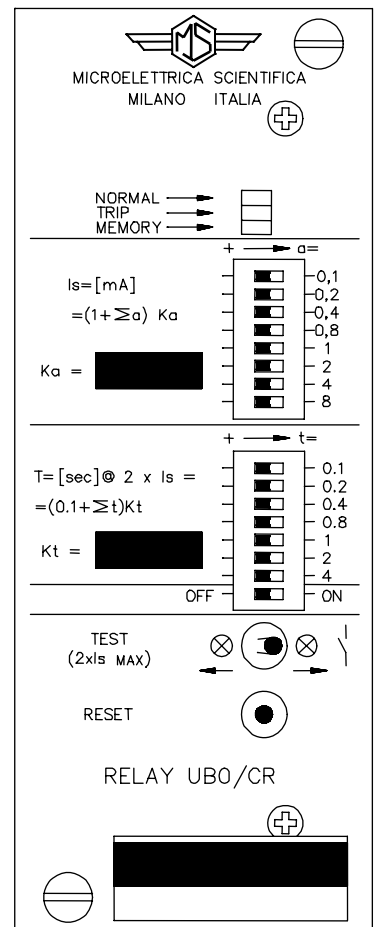 MS
MICROELETTRICA SCIENTIFICA
MILANO ITALIA
NORMAL
TRIP
MEMORY
+ a=
Is=[mA]
=(1+Σa) Ka
Ka =
0,1
0,2
0,4
0,8
1
2
4
8
+ t=
T=[sec]@ 2 x Is =
=(0.1+Σt)Kt
Kt =
0.1
0.2
0.4
0.8
1
2
4
OFF ON
TEST
(2xIs MAX)
RESET
RELAY UBO/CR